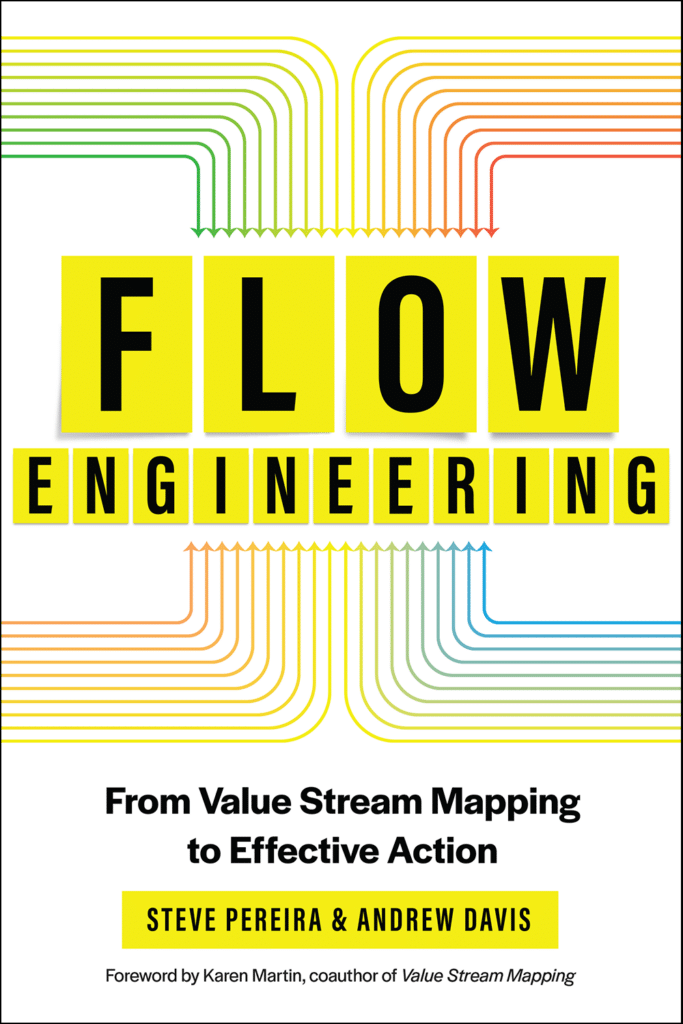 FLOW
ENGINEERING
From Value Stream Mapping
to Effective Action
STEVE PEREIRA & ANDREW DAVIS
Foreword by Karen Martin, coauthor of Value Stream Mapping